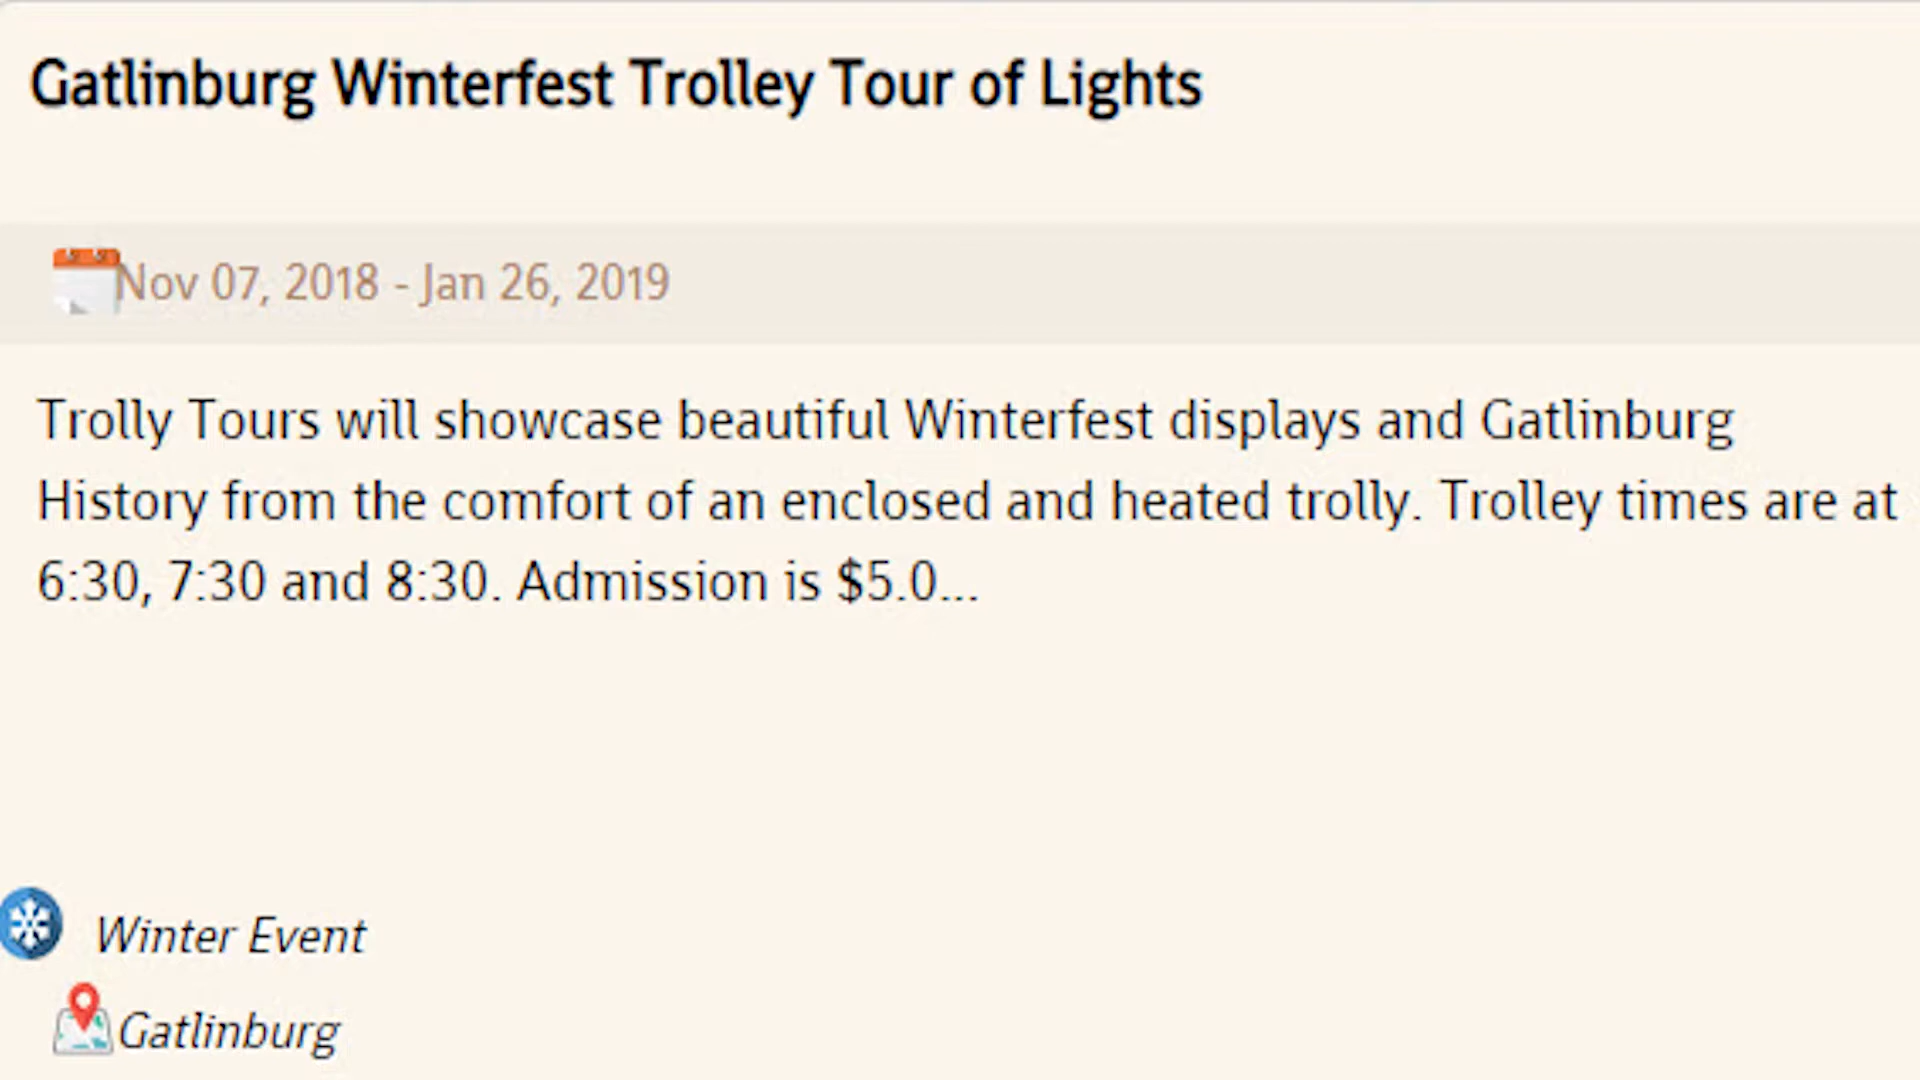 Gatlinburg Winterfest Trolley Tour of Lights
Nov 07, 2018 - Jan 26, 2019
Trolly Tours will showcase beautiful Winterfest displays and Gatlinburg
History from the comfort of an enclosed and heated trolly. Trolley times are at
6:30, 7:30 and 8:30. Admission is $5.0...
Winter Event
Gatlinburg